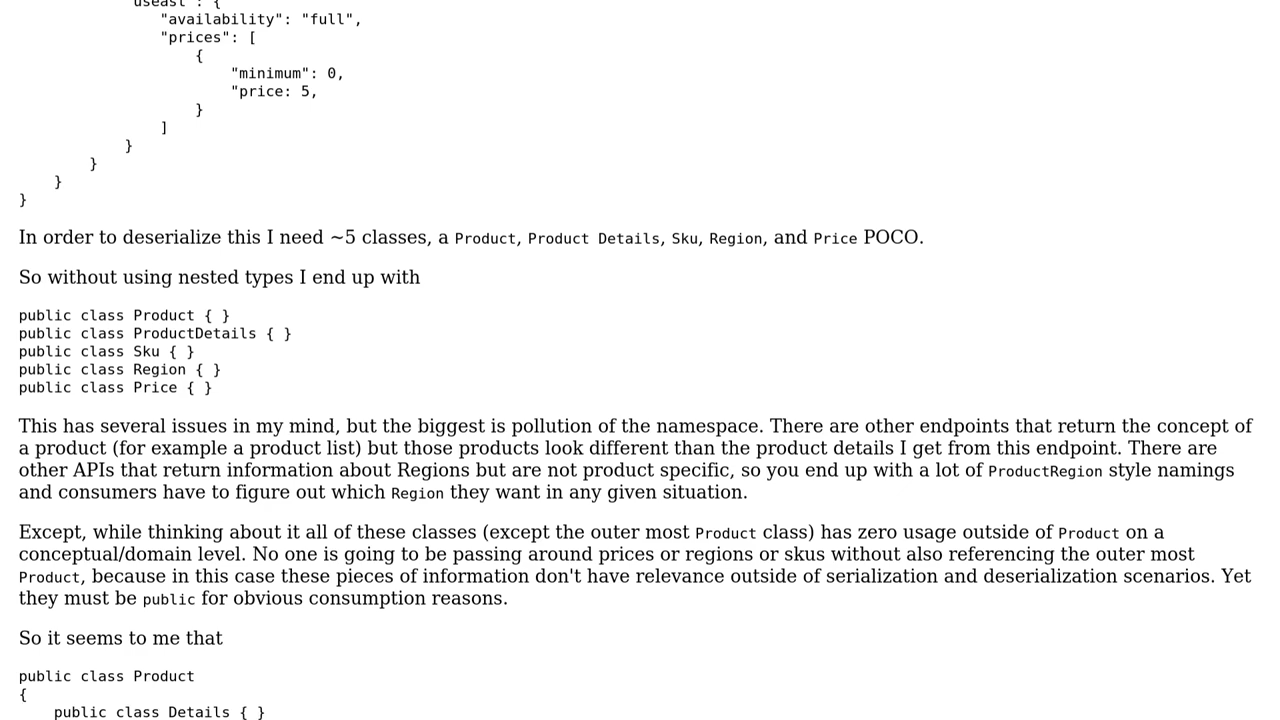 "useast": {
"availability": "full",
"prices": [
{
"minimum": 0,
"price: 5,
}
]
}
}
}
}
In order to deserialize this I need ~5 classes, a Product, Product Details, Sku, Region, and Price POCO.
So without using nested types I end up with
public class Product { }
public class ProductDetails { }
public class Sku { }
public class Region { }
public class Price { }
This has several issues in my mind, but the biggest is pollution of the namespace. There are other endpoints that return the concept of
a product (for example a product list) but those products look different than the product details I get from this endpoint. There are
other APIs that return information about Regions but are not product specific, so you end up with a lot of ProductRegion style namings
and consumers have to figure out which Region they want in any given situation.
Except, while thinking about it all of these classes (except the outer most Product class) has zero usage outside of Product on a
conceptual/domain level. No one is going to be passing around prices or regions or skus without also referencing the outer most
Product, because in this case these pieces of information don't have relevance outside of serialization and deserialization scenarios. Yet
they must be public for obvious consumption reasons.
So it seems to me that
public class Product
{
public class Details { }